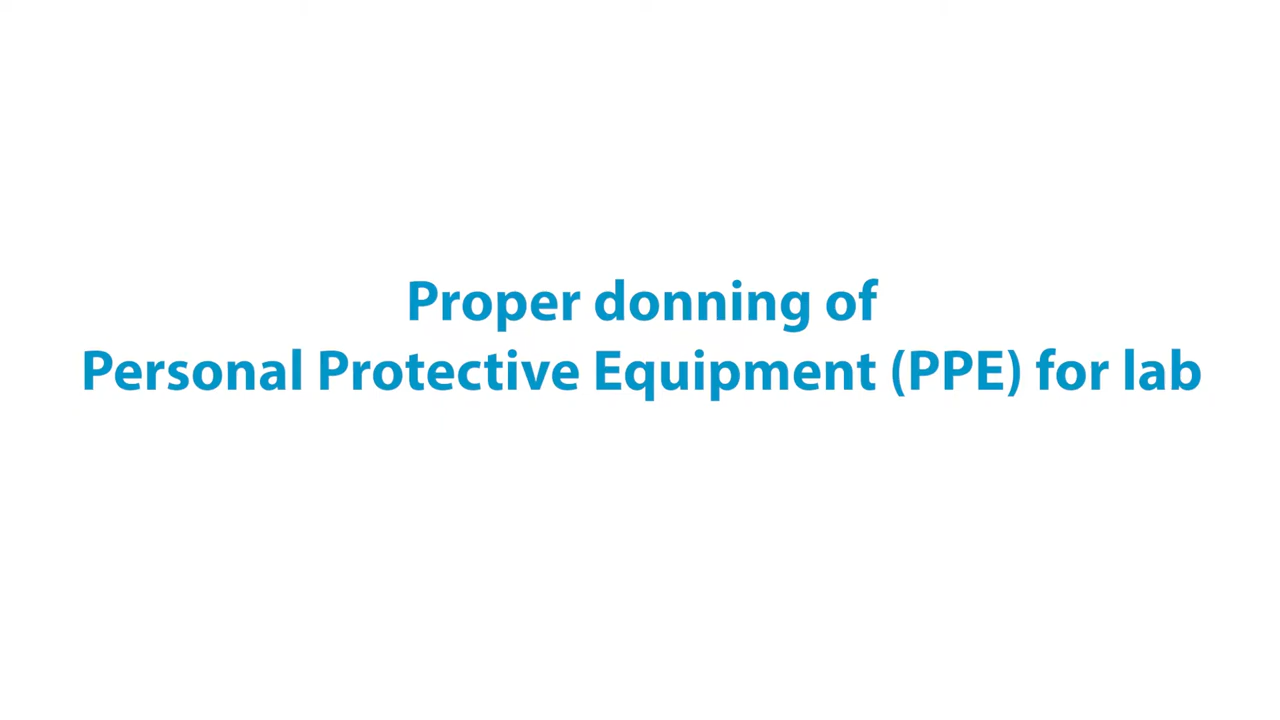 Proper donning of
Personal Protective Equipment (PPE) for lab